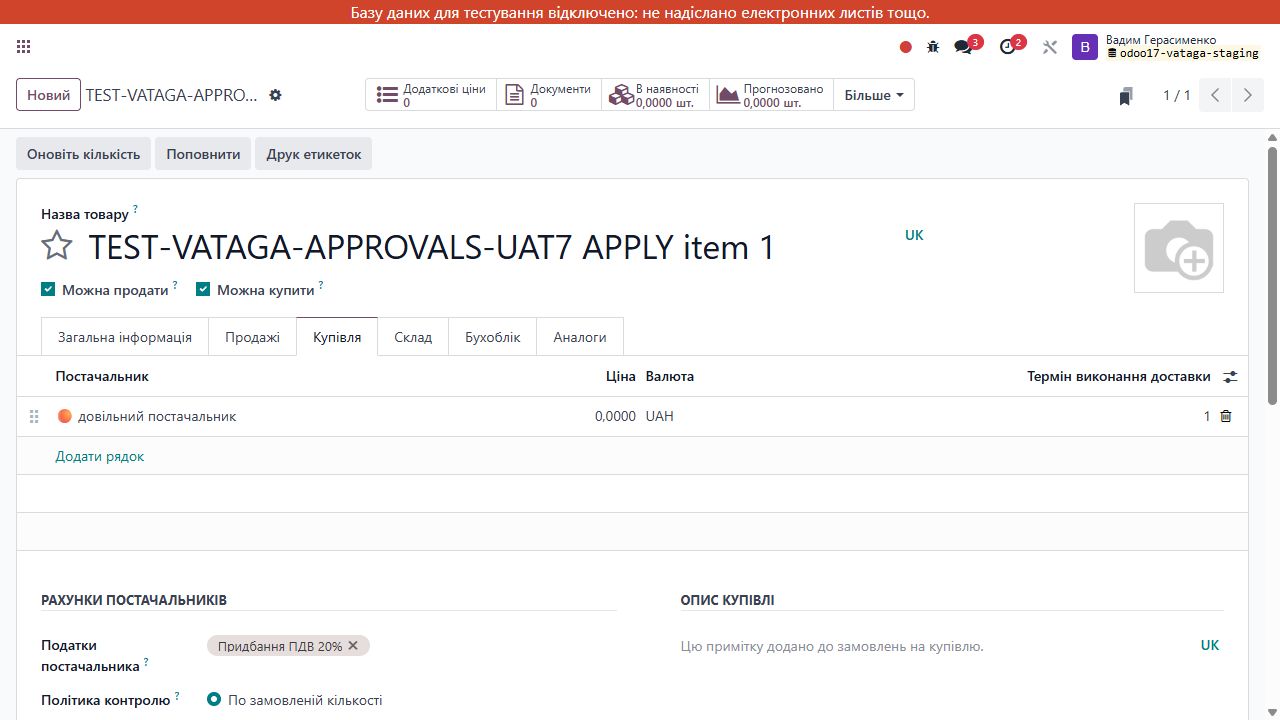 Базу даних для тестування відключено: не надіслано електронних листів тощо.
3
2
В
Вадим Герасименко
odoo17-vataga-staging
Новий
TEST-VATAGA-APPRO...
Додаткові ціни
0
Документи
0
В наявності
0,0000 шт.
Прогнозовано
0,0000 шт.
Більше
1 / 1
Оновіть кількість
Поповнити
Друк етикеток
Назва товару ?
TEST-VATAGA-APPROVALS-UAT7 APPLY item 1
UK
Можна продати ?
Можна купити ?
Загальна інформація
Продажі
Купівля
Склад
Бухоблік
Аналоги
Постачальник
Ціна
Валюта
Термін виконання доставки
довільний постачальник
0,0000
UAH
1
Додати рядок
РАХУНКИ ПОСТАЧАЛЬНИКІВ
ОПИС КУПІВЛІ
Податки
постачальника ?
Придбання ПДВ 20%
Цю примітку додано до замовлень на купівлю.
UK
Політика контролю ?
По замовленій кількості